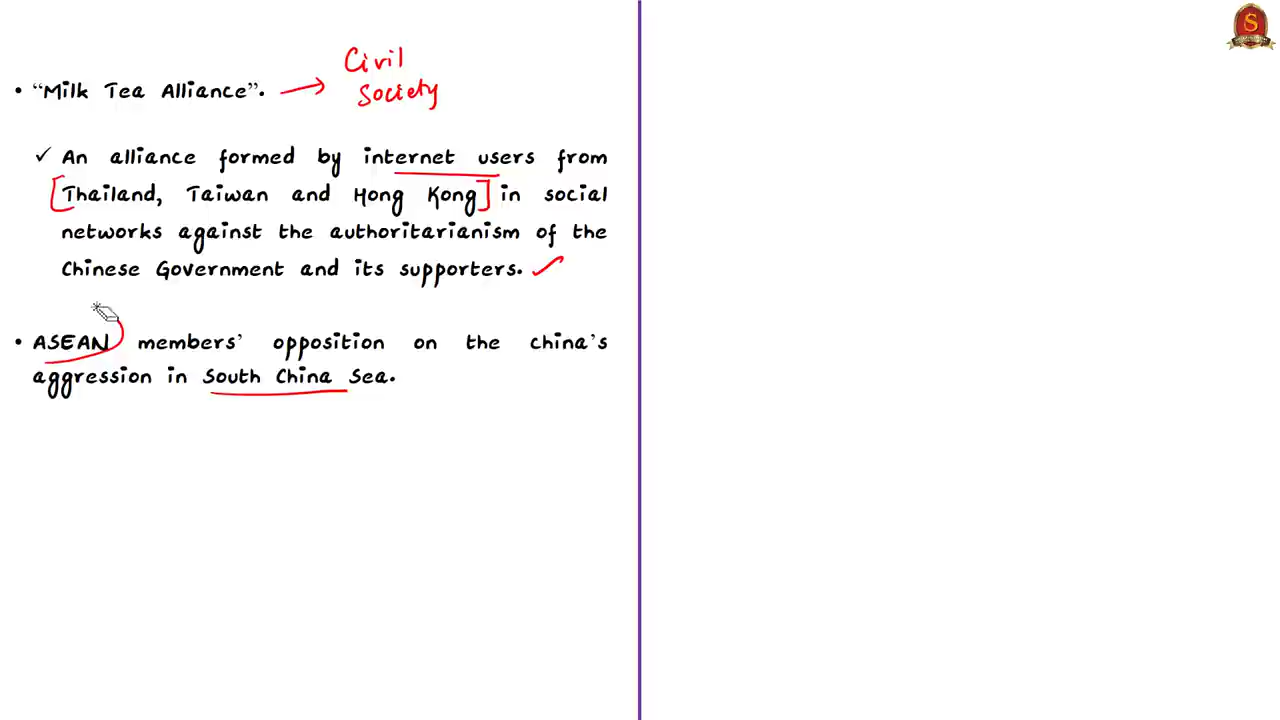 Civil
• “Milk Tea Alliance”. → Society
✓ An alliance formed by internet users from
[Thailand, Taiwan and Hong Kong] in social
networks against the authoritarianism of the
Chinese Government and its supporters. ✓
• ASEAN members’ opposition on the china’s
aggression in South China Sea.
S